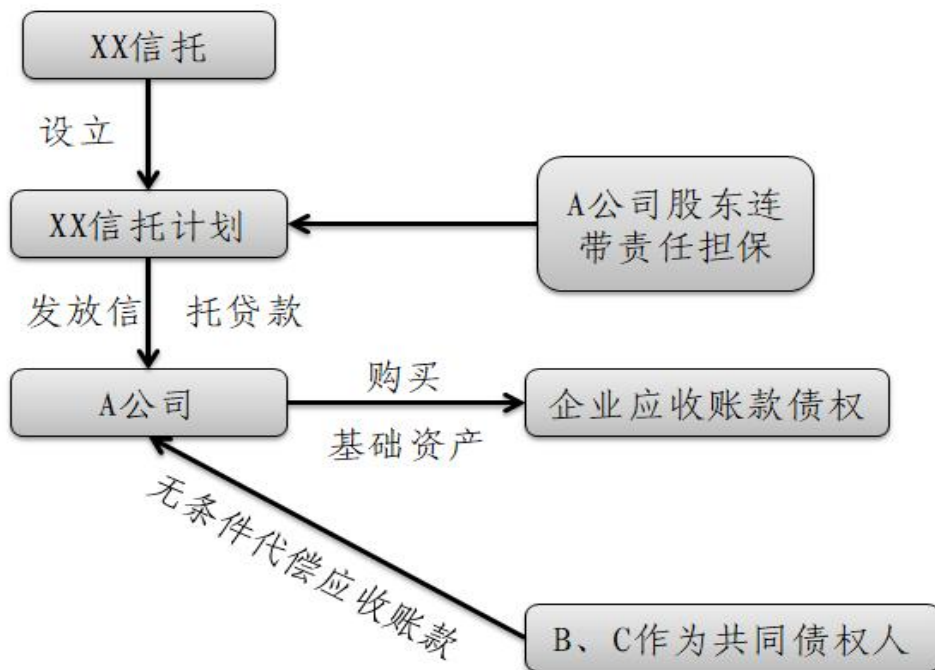 XX信托
设立
XX信托计划
A公司股东连
带责任担保
发放信 托贷款
A公司
购买
基础资产
企业应收账款债权
无条件代偿应收账款
B、C作为共同债权人